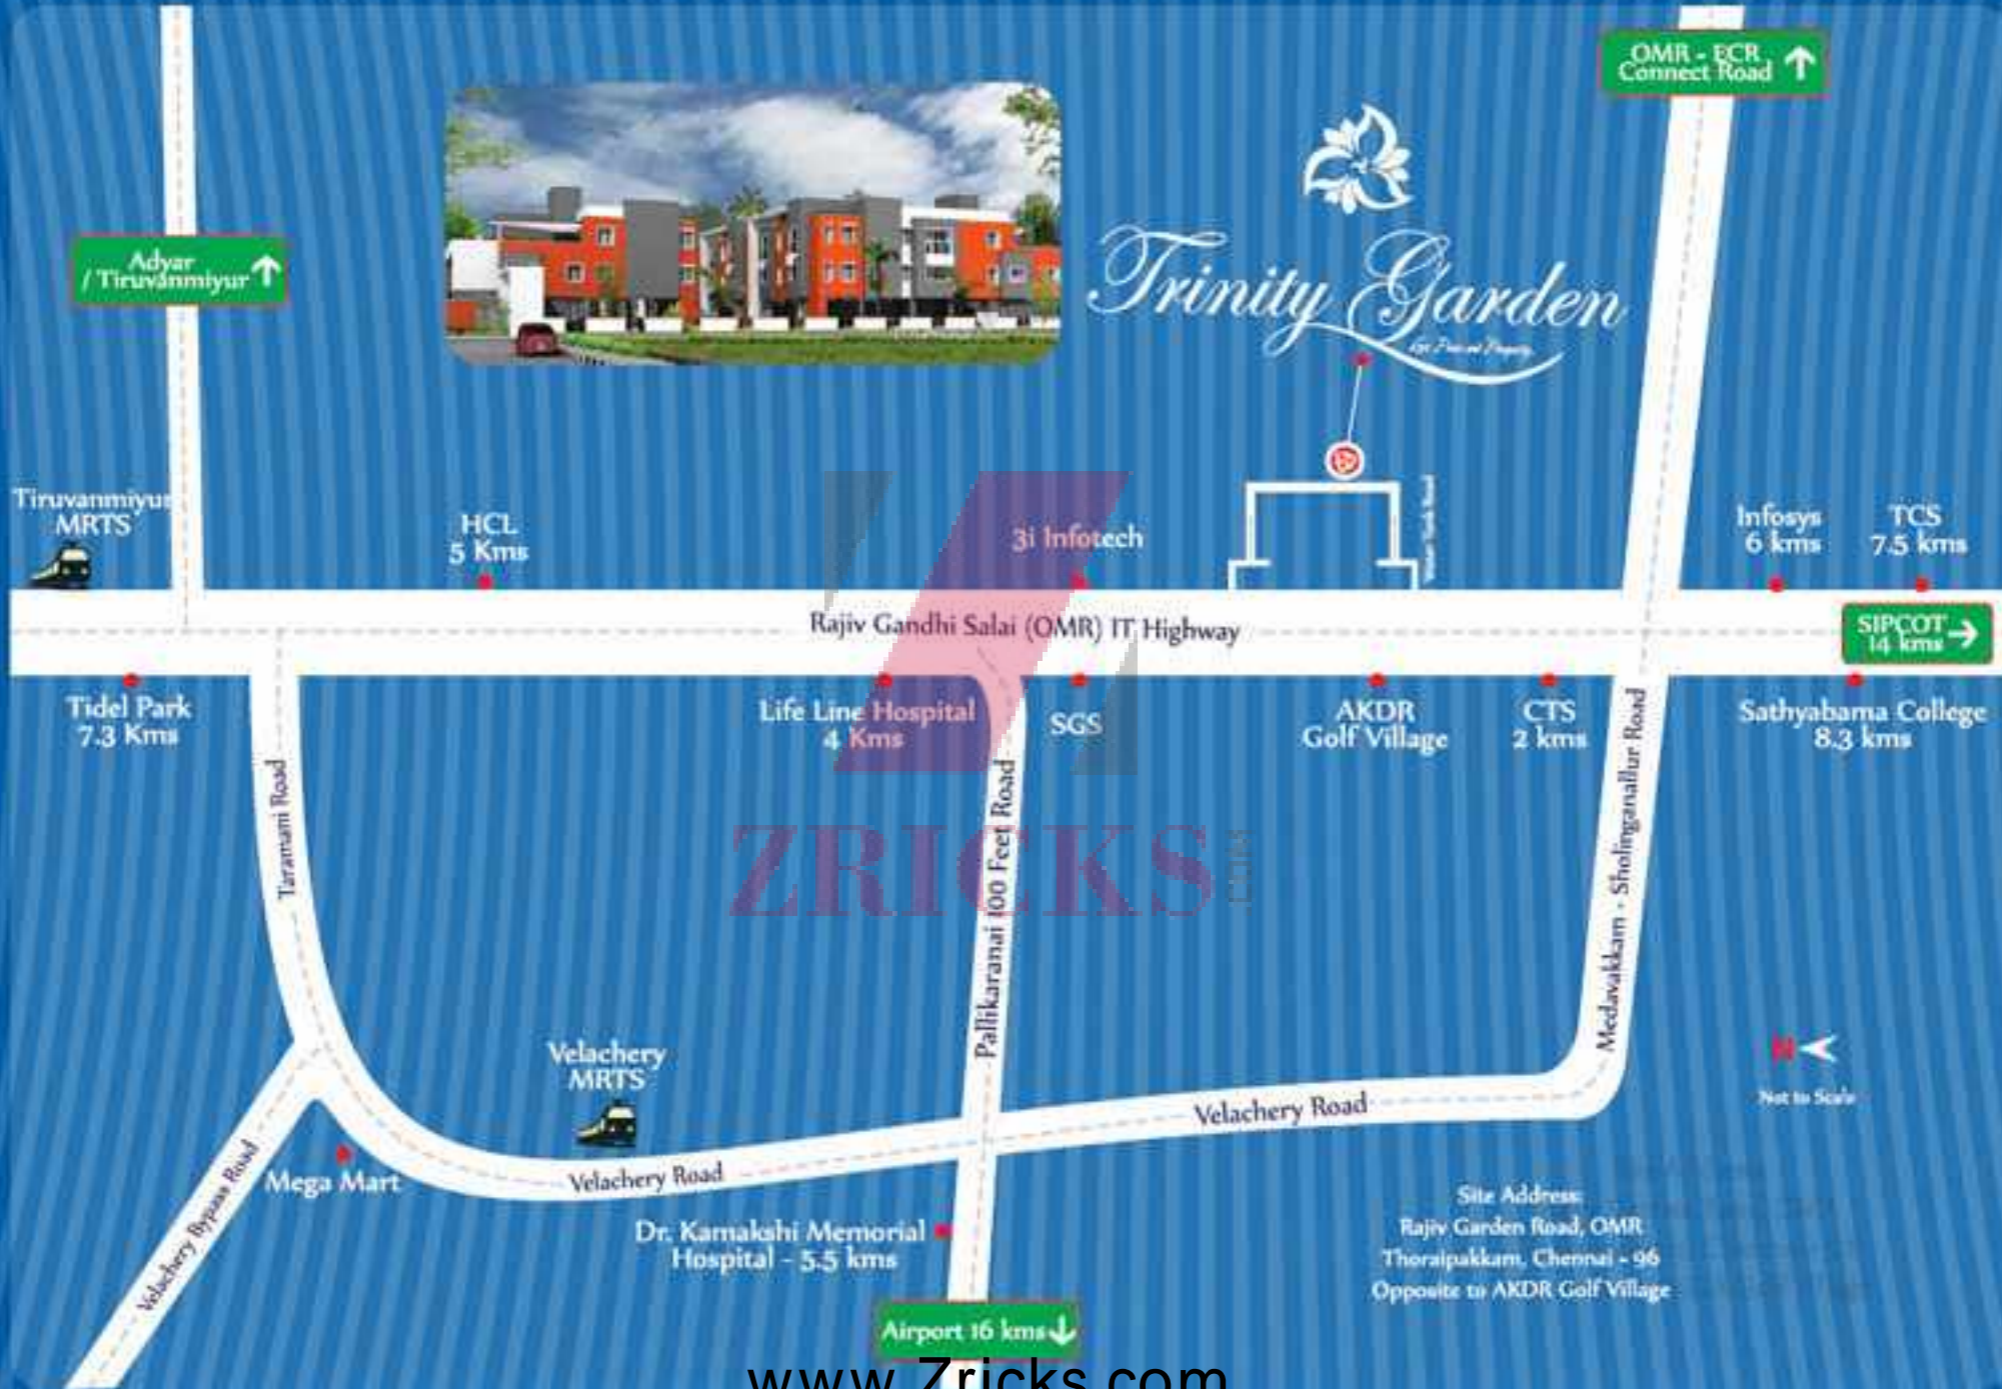 OMR - ECR
Connect Road
Trinity Garden
Adyar
/ Tiruvanmiyur
Tiruvanmiyur
MRTS
HCL
5 Kms
3i Infotech
Infosys
6 kms
TCS
7.5 kms
Rajiv Gandhi Salai (OMR) IT Highway
SIPCOT
14 kms
Tidel Park
7.3 Kms
Life Line Hospital
4 Kms
SGS
AKDR
Golf Village
CTS
2 kms
Sathyabama College
8.3 kms
Taramani Road
Pallikaranai 100 Feet Road
Medavakkam - Sholinganallur Road
ZRICKS
.COM
Velachery
MRTS
N
Not to Scale
Velachery Road
Velachery Road
Velachery Bypass Road
Mega Mart
Dr. Kamakshi Memorial
Hospital - 5.5 kms
Site Address:
Rajiv Garden Road, OMR
Thoraipakkam, Chennai - 96
Opposite to AKDR Golf Village
Airport 16 kms
www.Zricks.com